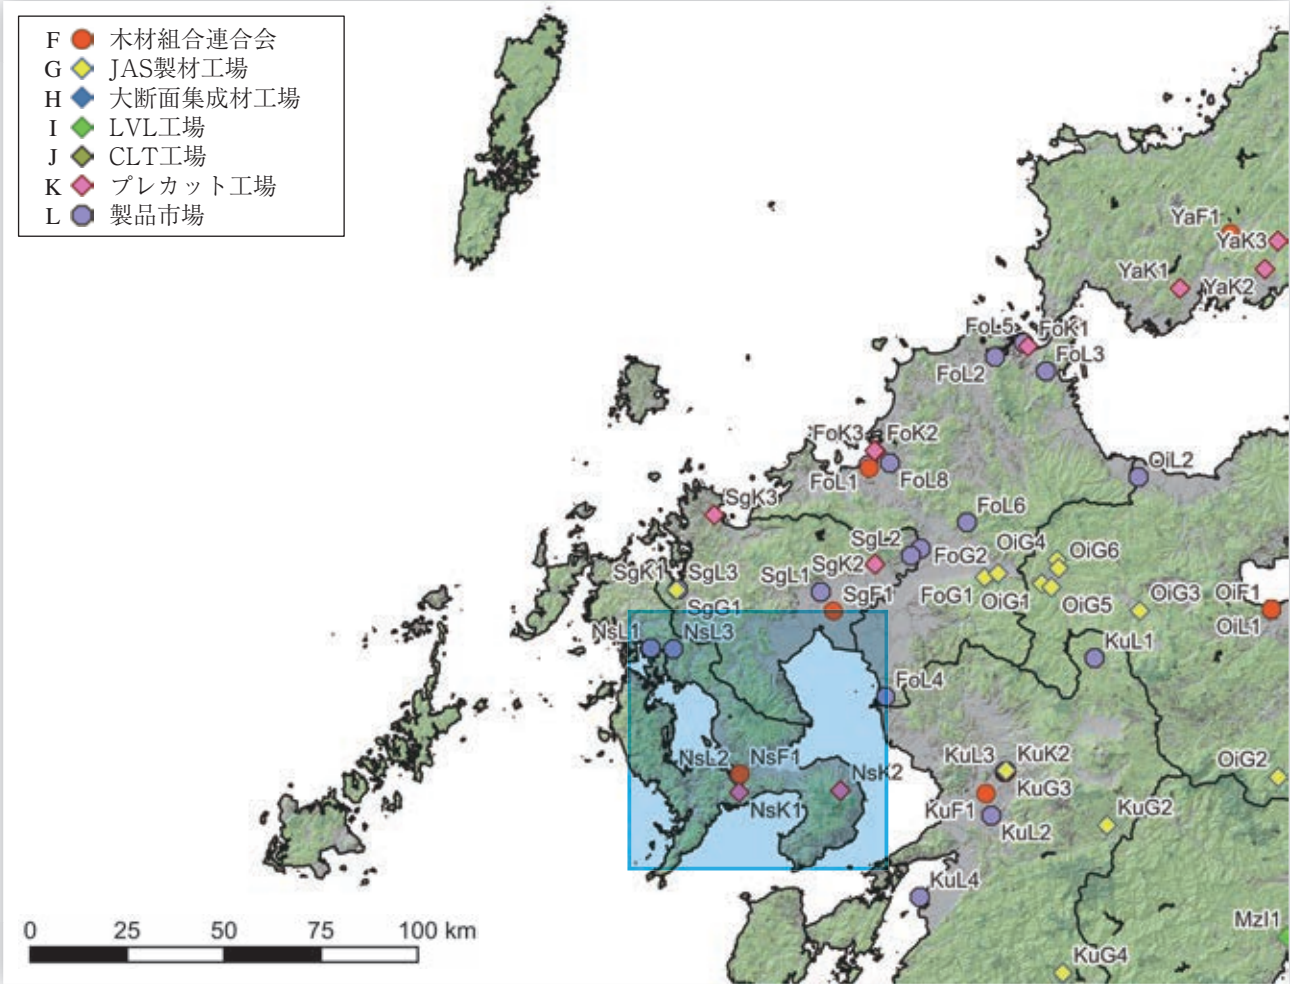 F 木材組合連合会
G JAS製材工場
H 大断面集成材工場
I LVL工場
J CLT工場
K プレカット工場
L 製品市場
YaF1
YaK3
YaK1
YaK2
FoL5
FoK1
FoL2
FoL3
FoK3
FoK2
FoL1
FoL8
OiL2
SgK3
FoL6
SgL2
FoG2
OiG4
OiG6
SgK1
SgL3
SgL1
SgK2
SgG1
SgF1
FoG1
OiG1
OiG5
OiG3
OiF1
OiL1
NsL1
NsL3
KuL1
FoL4
NsL2
NsF1
NsK2
NsK1
KuL3
KuK2
KuG3
KuF1
KuL2
KuG2
OiG2
KuL4
MzI1
KuG4
0 25 50 75 100 km